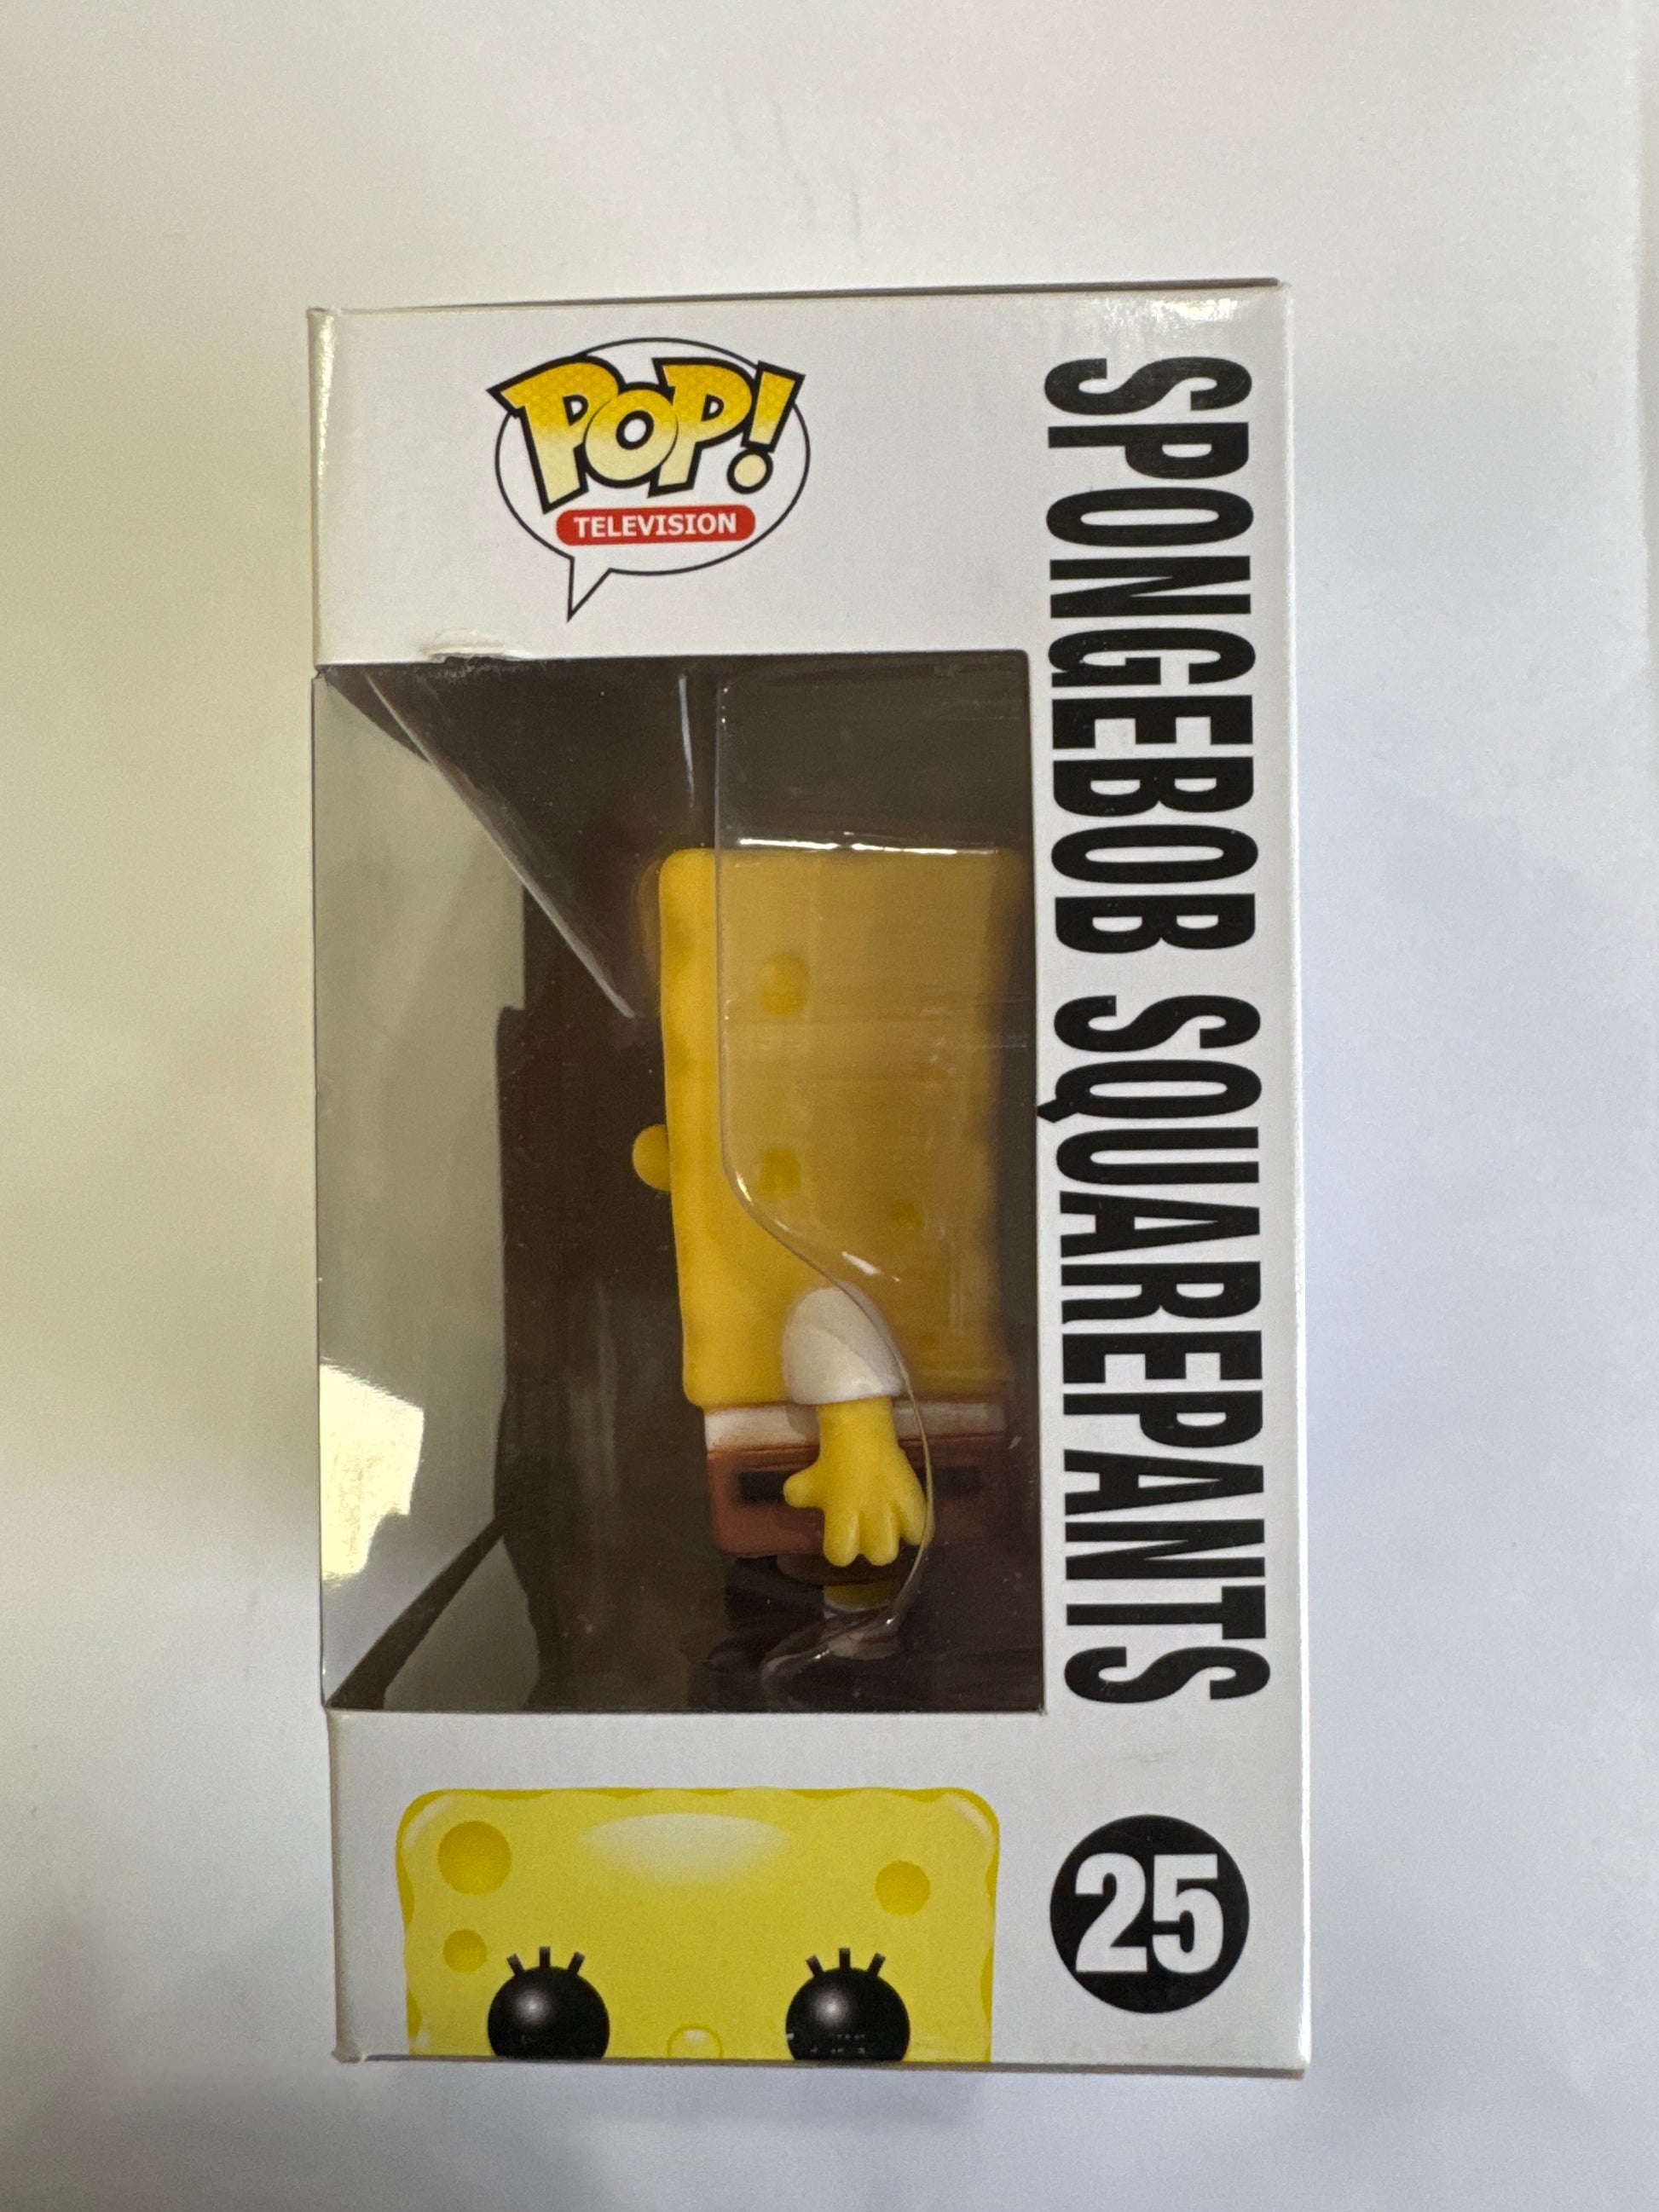 POP!
TELEVISION
SPONGEBOB SQUAREPANTS
25